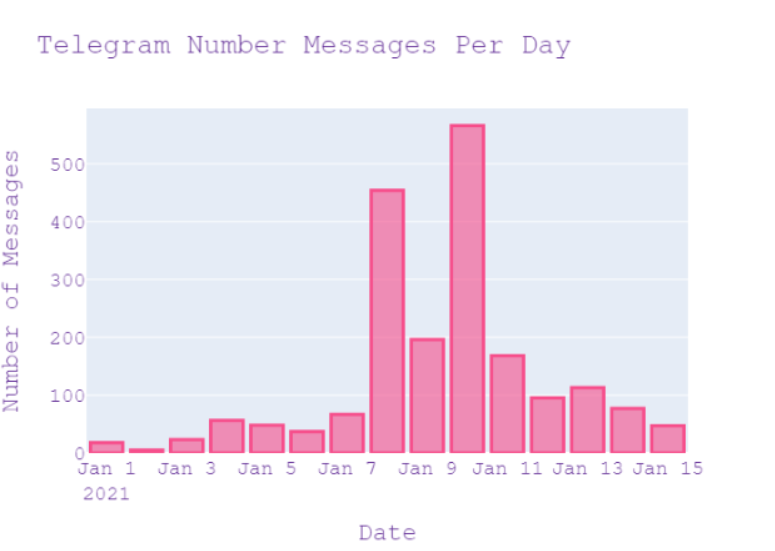 Telegram Number Messages Per Day
Number of Messages
500
400
300
200
100
0
Jan 1 Jan 3 Jan 5 Jan 7 Jan 9 Jan 11 Jan 13 Jan 15
2021
Date